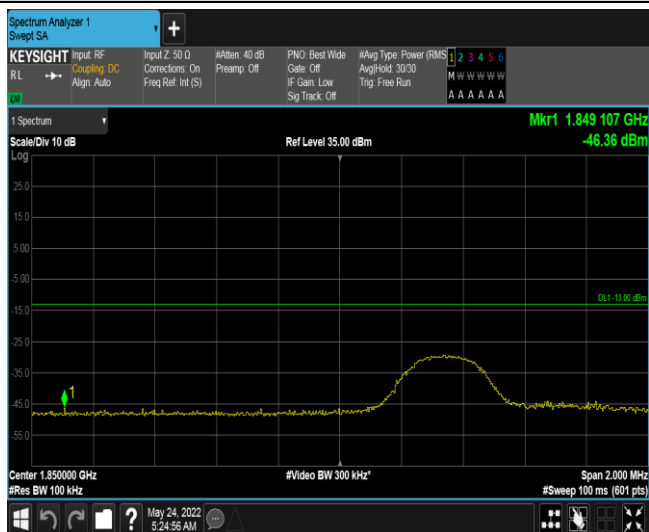 Spectrum Analyzer 1
Swept SA
+
KEYSIGHT
RL
LXI
Input: RF
Coupling: DC
Align: Auto
Input Z: 50 Ω
Corrections: On
Freq Ref: Int (S)
#Atten: 40 dB
Preamp: Off
PNO: Best Wide
Gate: Off
IF Gain: Low
Sig Track: Off
#Avg Type: Power (RMS
Avg|Hold: 30/30
Trig: Free Run
1 2 3 4 5 6
M W W W W W
A A A A A A
1 Spectrum
Mkr1 1.849 107 GHz
Scale/Div 10 dB
Ref Level 35.00 dBm
-46.36 dBm
Log
25.0
15.0
5.00
-5.00
DL1 -13.00 dBm
-15.0
-25.0
-35.0
1
-45.0
-55.0
Center 1.850000 GHz
#Video BW 300 kHz*
Span 2.000 MHz
#Res BW 100 kHz
#Sweep 100 ms (601 pts)
?
May 24, 2022
5:24:56 AM